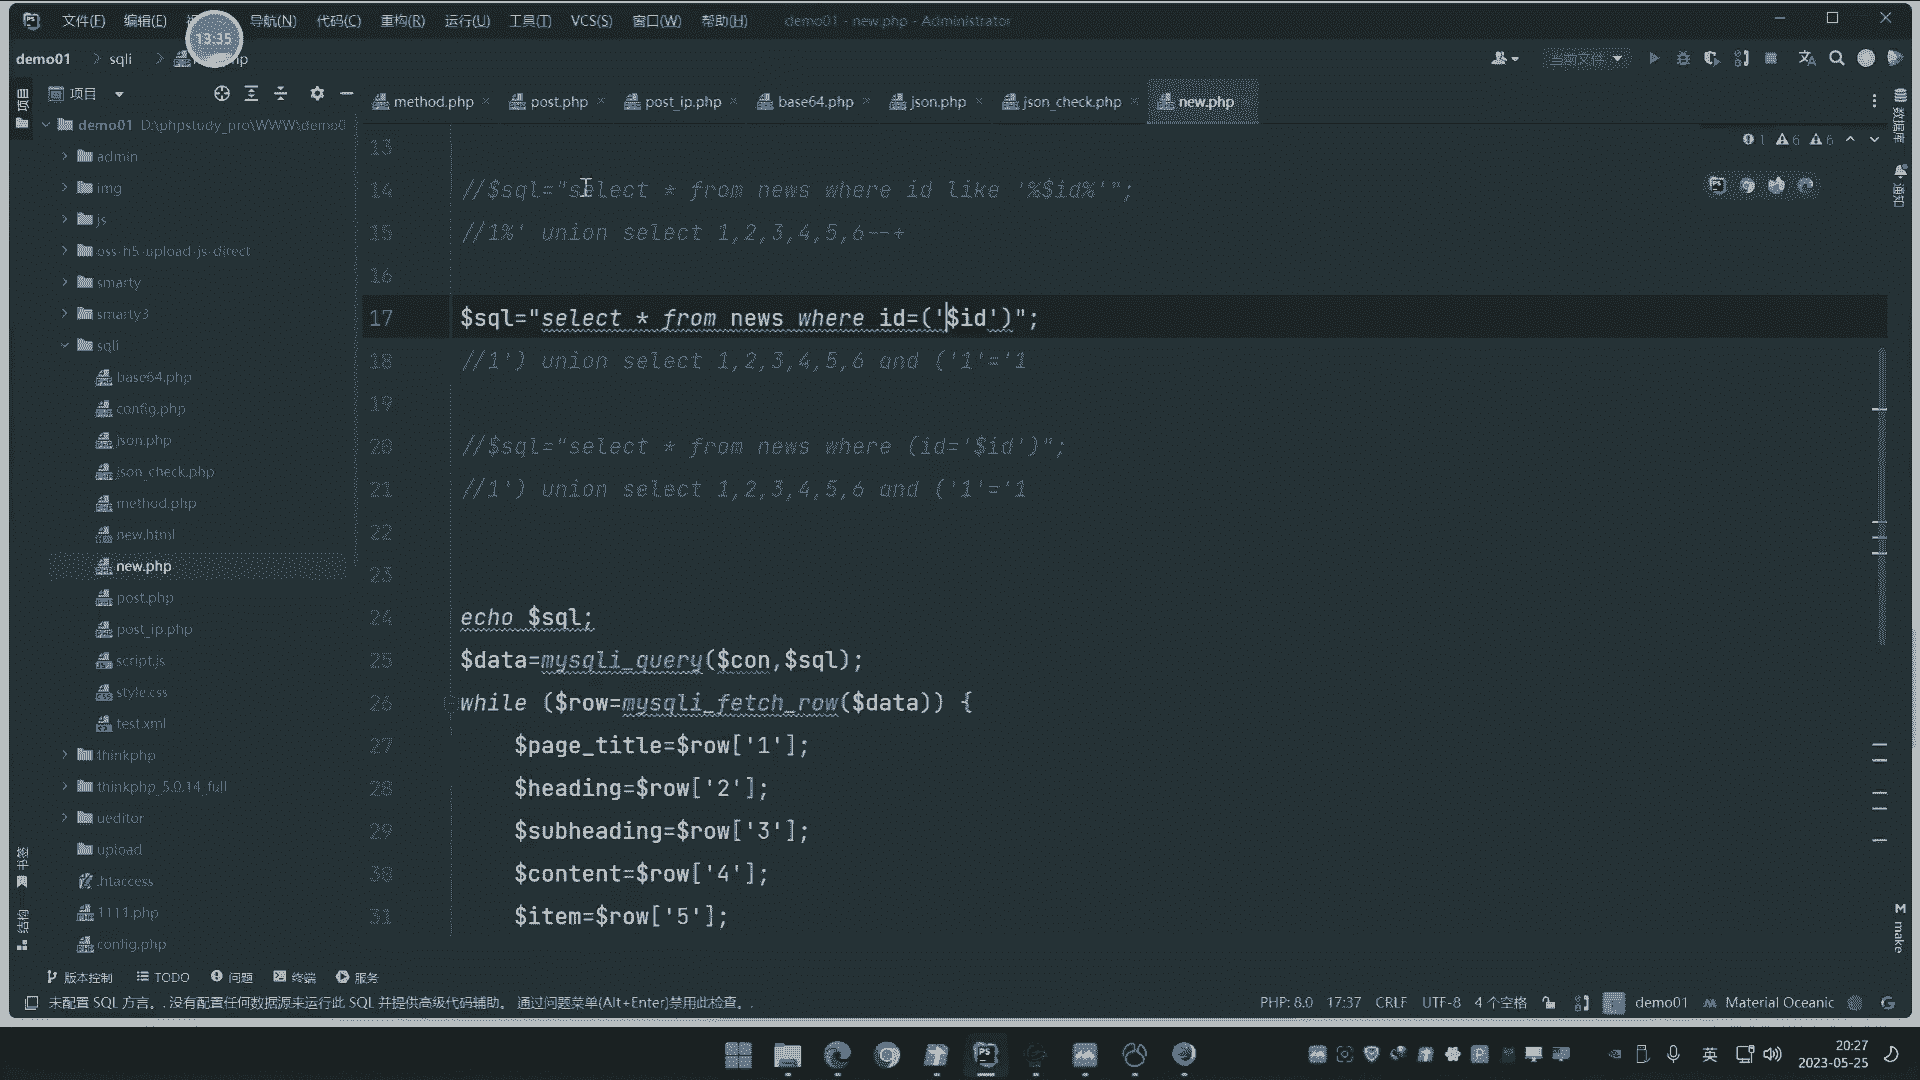 文件(F) 编辑(E) 导航(N) 代码(C) 重构(R) 运行(U) 工具(T) VCS(S) 窗口(W) 帮助(H) demo01 - new.php - Administrator
13:35
demo01 sqli
当前文件
项目
项目
method.php post.php post_ip.php base64.php json.php json_check.php new.php
数据库
通知
demo01 D:\phpstudy_pro\WWW\demo0
admin
img
js
oss-h5-upload-js-direct
smarty
smarty3
sqli
base64.php
config.php
json.php
json_check.php
method.php
new.html
new.php
post.php
post_ip.php
script.js
style.css
test.xml
thinkphp
thinkphp_5.0.14_full
ueditor
upload
.htaccess
1111.php
config.php
1 6 6
13
14 //$sql="select * from news where id like '%$id%'";
15 //1%' union select 1,2,3,4,5,6--+
16
17 $sql="select * from news where id=('$id')";
18 //1') union select 1,2,3,4,5,6 and ('1'='1
19
20 //$sql="select * from news where (id='$id')";
21 //1') union select 1,2,3,4,5,6 and ('1'='1
22
23
24 echo $sql;
25 $data=mysqli_query($con,$sql);
26 while ($row=mysqli_fetch_row($data)) {
27 $page_title=$row['1'];
28 $heading=$row['2'];
29 $subheading=$row['3'];
30 $content=$row['4'];
31 $item=$row['5'];
书签
结构
M make
版本控制 TODO 问题 终端 服务
未配置 SQL 方言。. 没有配置任何数据源来运行此 SQL 并提供高级代码辅助。 通过问题菜单(Alt+Enter)禁用此检查。.
PHP: 8.0 17:37 CRLF UTF-8 4 个空格 demo01 Material Oceanic
英
20:27
2023-05-25